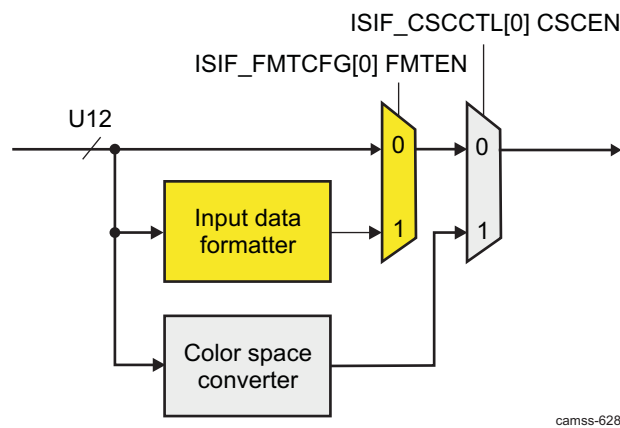 ISIF_CSCCTL[0] CSCEN
ISIF_FMTCFG[0] FMTEN
U12
0
0
Input data
formatter
1
1
Color space
converter
camss-628